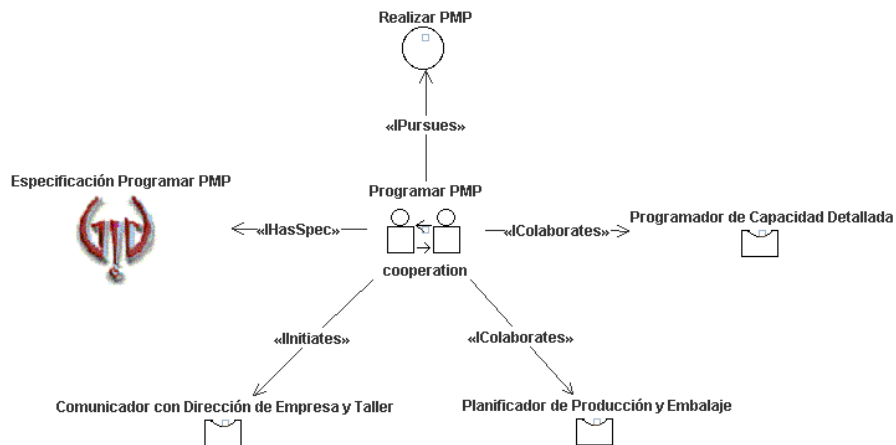 Realizar PMP
«IPursues»
Especificación Programar PMP
Programar PMP
Programador de Capacidad Detallada
«IHasSpec»
«IColaborates»
cooperation
«IInitiates»
«IColaborates»
Comunicador con Dirección de Empresa y Taller
Planificador de Producción y Embalaje